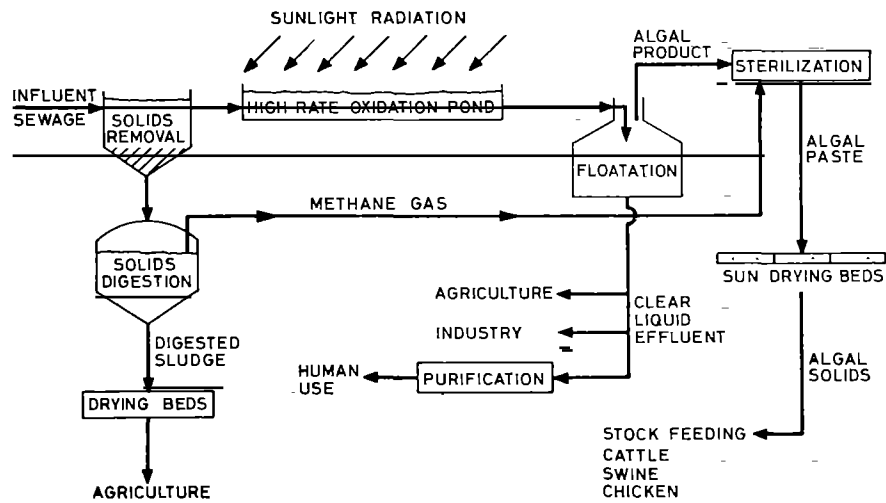 SUNLIGHT RADIATION
ALGAL
PRODUCT
STERILIZATION
INFLUENT
SEWAGE
SOLIDS
REMOVAL
HIGH RATE OXIDATION POND
FLOATATION
ALGAL
PASTE
METHANE GAS
SOLIDS
DIGESTION
SUN DRYING BEDS
AGRICULTURE
INDUSTRY
CLEAR
LIQUID
EFFLUENT
DIGESTED
SLUDGE
HUMAN
USE
PURIFICATION
ALGAL
SOLIDS
DRYING BEDS
STOCK FEEDING
CATTLE
SWINE
CHICKEN
AGRICULTURE